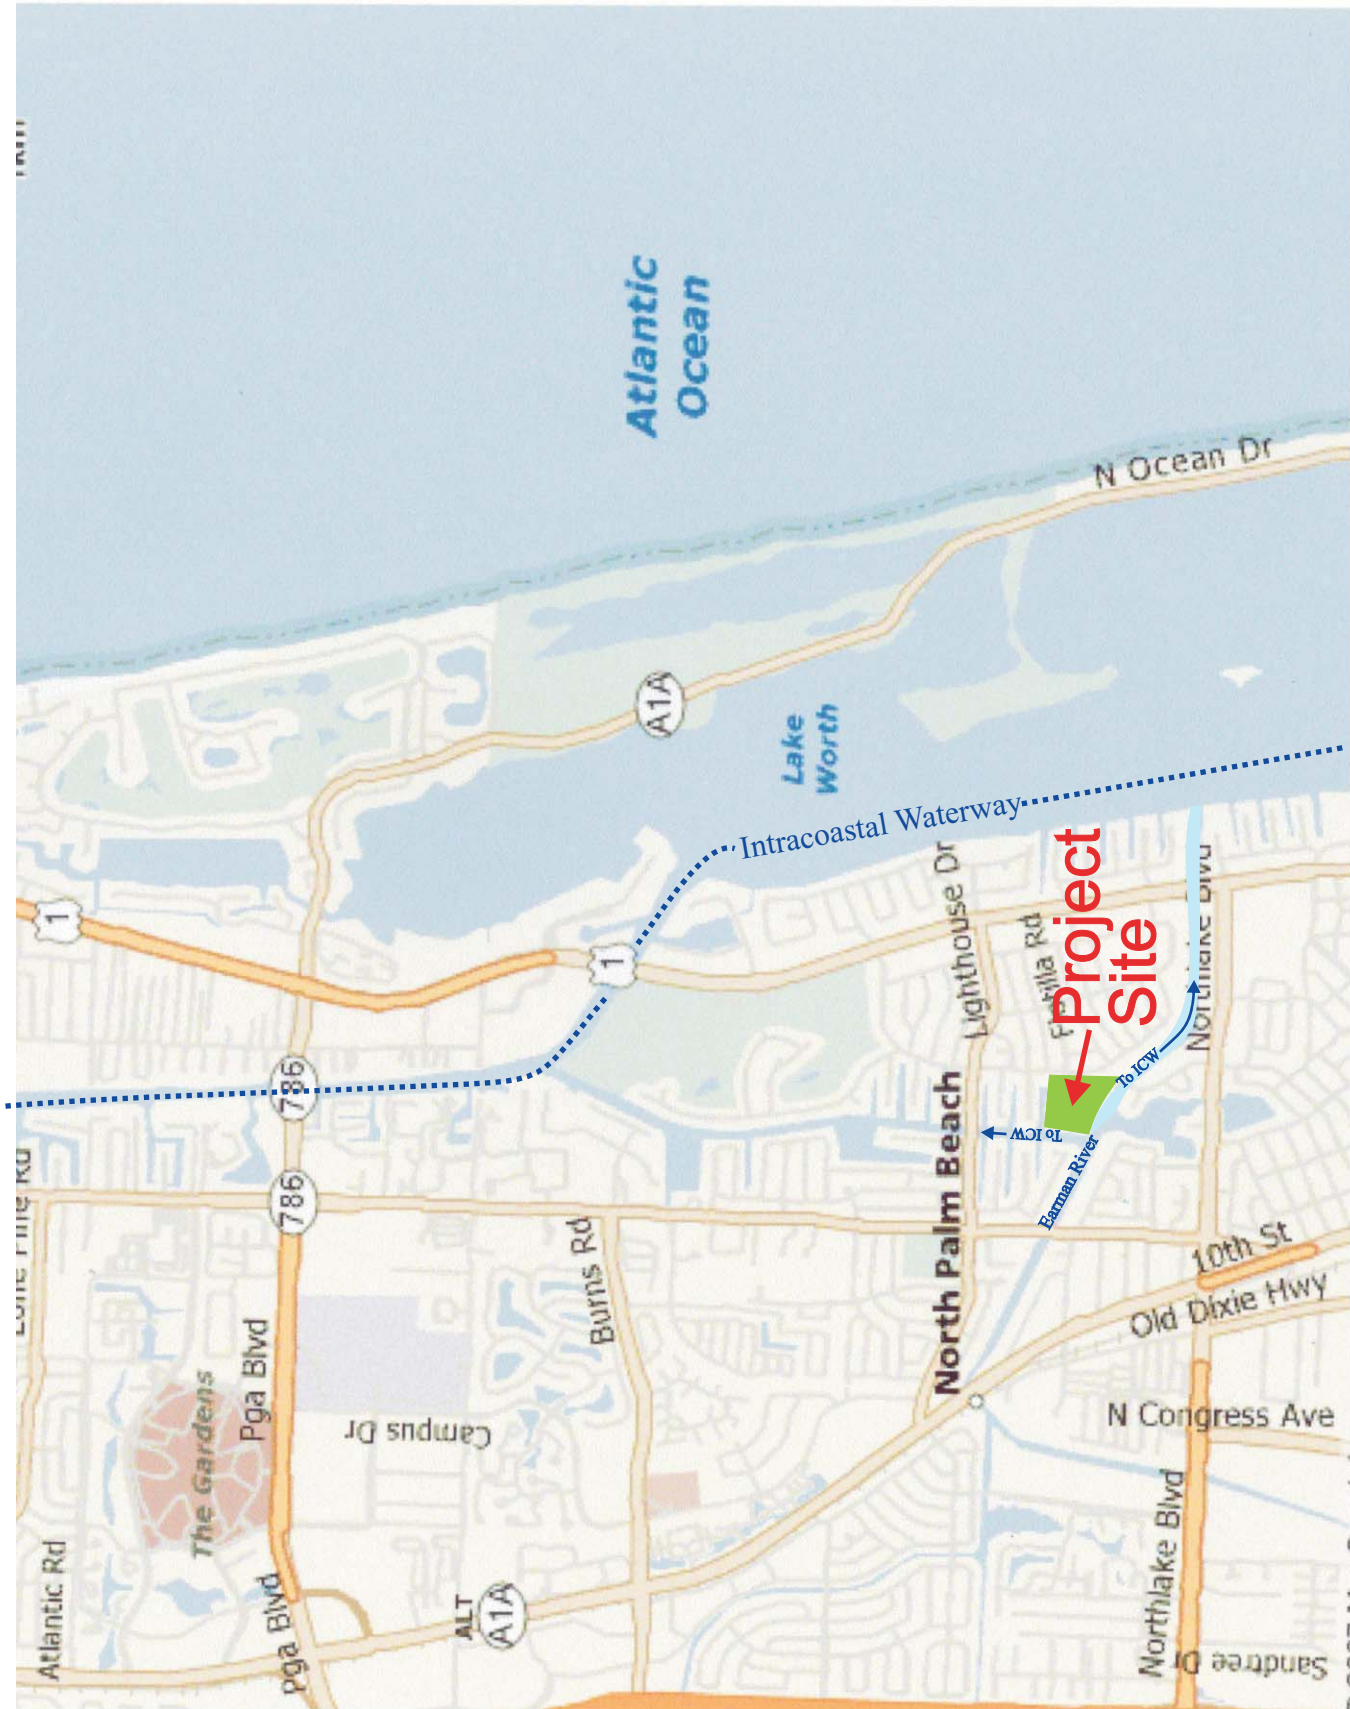 Atlantic
Ocean
N Ocean Dr
A1A
Lake
Worth
Intracoastal Waterway
1
1
Lighthouse Dr
Project
Site
Northlake Blvd
To ICW
To ICW
Earman River
786
786
North Palm Beach
Burns Rd
10th St
Old Dixie Hwy
Pga Blvd
The Gardens
Campus Dr
N Congress Ave
Atlantic Rd
Pga Blvd
ALT
A1A
Northlake Blvd
Sandtree Dr